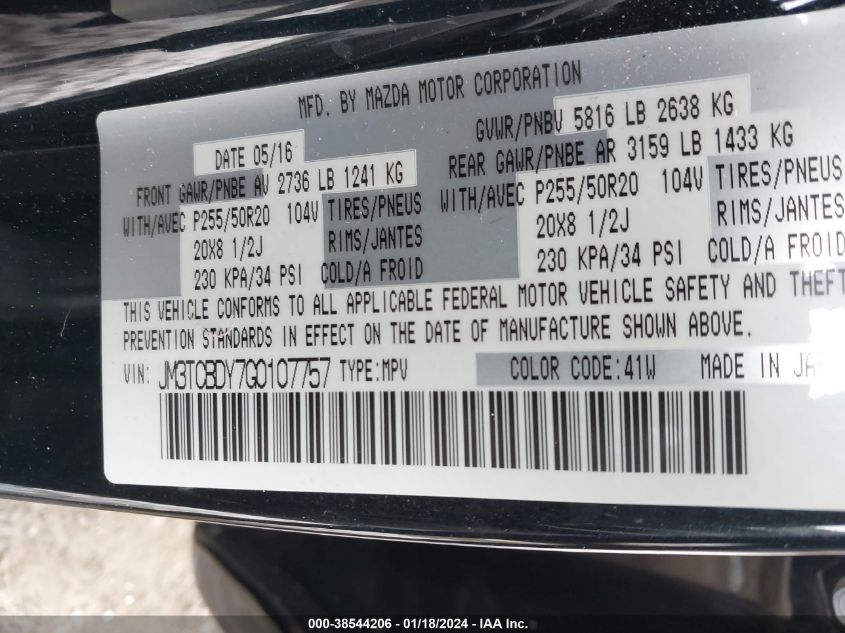 MFD. BY MAZDA MOTOR CORPORATION
DATE 05/16
GVWR/PNBV 5816 LB 2638 KG
FRONT GAWR/PNBE AV 2736 LB 1241 KG
REAR GAWR/PNBE AR 3159 LB 1433 KG
WITH/AVEC P255/50R20 104V TIRES/PNEUS
WITH/AVEC P255/50R20 104V TIRES/PNEUS
20X8 1/2J RIMS/JANTES
20X8 1/2J RIMS/JANTES
230 KPA/34 PSI COLD/A FROID
230 KPA/34 PSI COLD/A FROID
THIS VEHICLE CONFORMS TO ALL APPLICABLE FEDERAL MOTOR VEHICLE SAFETY AND THEFT
PREVENTION STANDARDS IN EFFECT ON THE DATE OF MANUFACTURE SHOWN ABOVE.
VIN: JM3TCBDY7G0107757 TYPE:MPV COLOR CODE:41W MADE IN
000-38544206 - 01/18/2024 - IAA Inc.